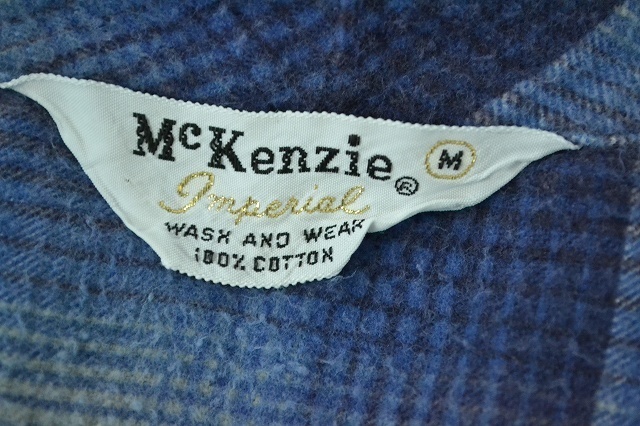 McKenzie® M
Imperial
WASH AND WEAR
100% COTTON